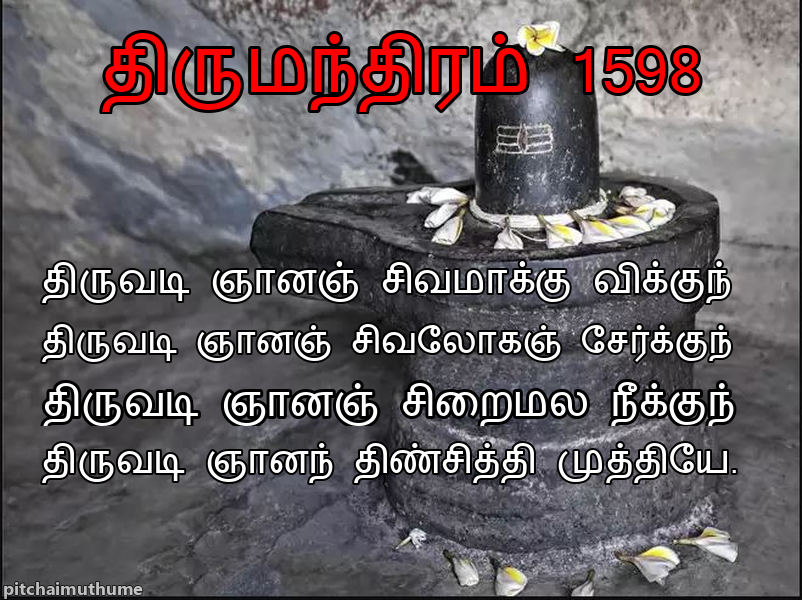 திருமந்திரம் 1598
திருவடி ஞானஞ் சிவமாக்கு விக்குந்
திருவடி ஞானஞ் சிவலோகஞ் சேர்க்குந்
திருவடி ஞானஞ் சிறைமல நீக்குந்
திருவடி ஞானந் திண்சித்தி முத்தியே.
pitchaimuthume